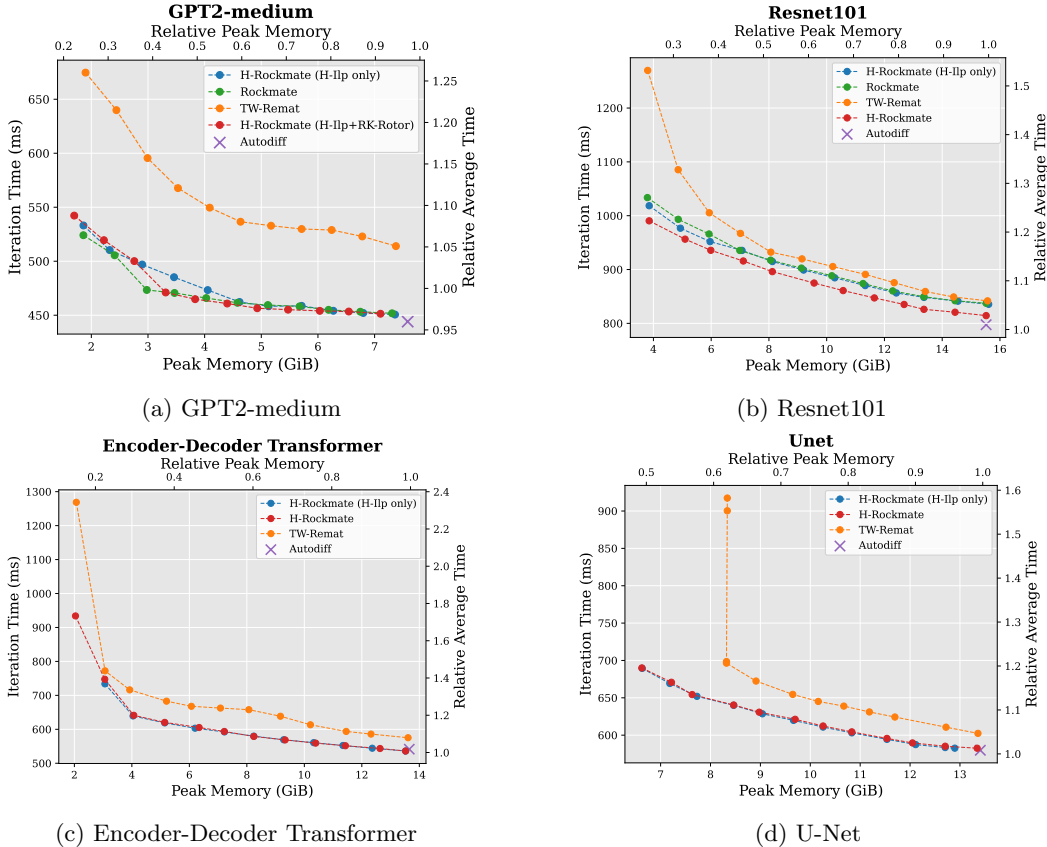 GPT2-medium
Relative Peak Memory
0.2 0.3 0.4 0.5 0.6 0.7 0.8 0.9 1.0
Iteration Time (ms)
650
600
550
500
450
H-Rockmate (H-Ilp only)
Rockmate
TW-Remat
H-Rockmate (H-Ilp+RK-Rotor)
Autodiff
1.25
1.20
1.15
1.10
1.05
1.00
0.95
Relative Average Time
2 3 4 5 6 7
Peak Memory (GiB)
(a) GPT2-medium
Resnet101
Relative Peak Memory
0.3 0.4 0.5 0.6 0.7 0.8 0.9 1.0
Iteration Time (ms)
1200
1100
1000
900
800
H-Rockmate (H-Ilp only)
Rockmate
TW-Remat
H-Rockmate
Autodiff
1.5
1.4
1.3
1.2
1.1
1.0
Relative Average Time
4 6 8 10 12 14 16
Peak Memory (GiB)
(b) Resnet101
Encoder-Decoder Transformer
Relative Peak Memory
0.2 0.3 0.4 0.5 0.6 0.7 0.8 0.9 1.0
Iteration Time (ms)
1300
1200
1100
1000
900
800
700
600
500
H-Rockmate (H-Ilp only)
H-Rockmate
TW-Remat
Autodiff
2.4
2.2
2.0
1.8
1.6
1.4
1.2
1.0
Relative Average Time
2 4 6 8 10 12 14
Peak Memory (GiB)
(c) Encoder-Decoder Transformer
Unet
Relative Peak Memory
0.5 0.6 0.7 0.8 0.9 1.0
Iteration Time (ms)
900
850
800
750
700
650
600
H-Rockmate (H-Ilp only)
H-Rockmate
TW-Remat
Autodiff
1.6
1.5
1.4
1.3
1.2
1.1
1.0
Relative Average Time
7 8 9 10 11 12 13
Peak Memory (GiB)
(d) U-Net